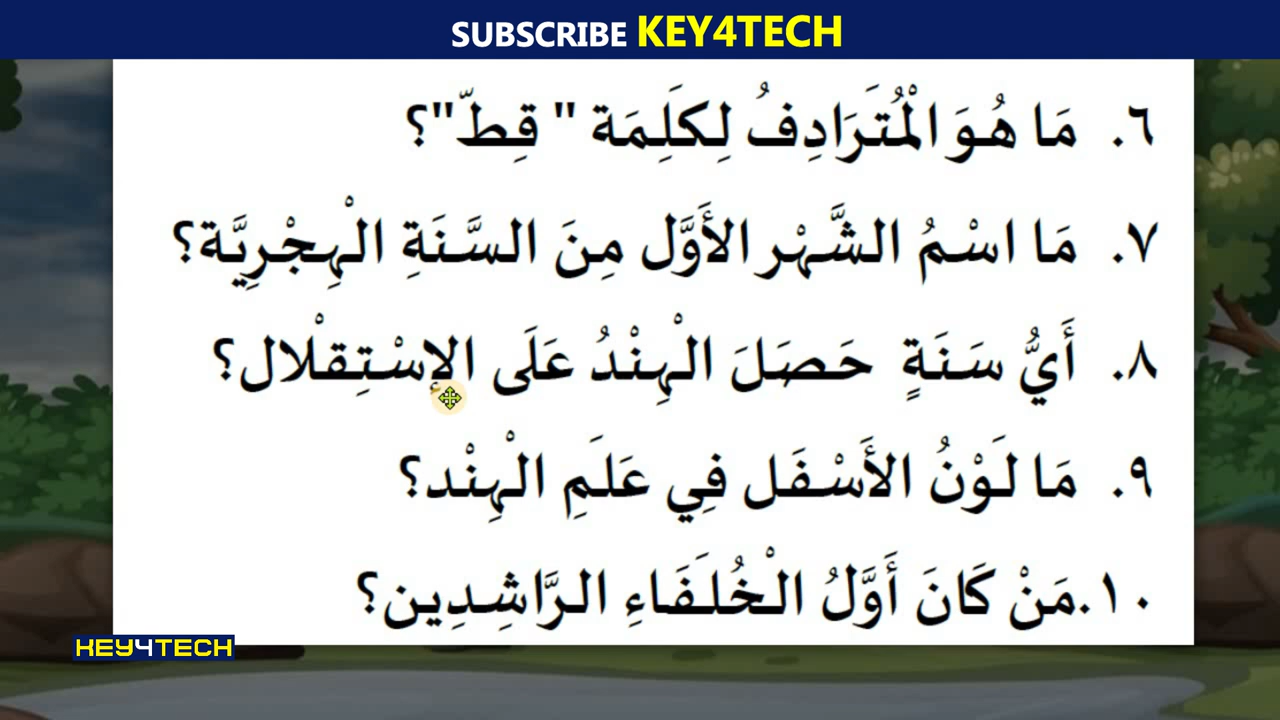 SUBSCRIBE KEY4TECH
٦. مَا هُوَ الْمُتَرَادِفُ لِكَلِمَة " قِطّ"؟
٧. مَا اسْمُ الشَّهْر الأَوَّل مِنَ السَّنَةِ الْهِجْرِيَّة؟
٨. أَيُّ سَنَةٍ حَصَلَ الْهِنْدُ عَلَى الإسْتِقْلال؟
٩. مَا لَوْنُ الأَسْفَل فِي عَلَمِ الْهِنْد؟
١٠.مَنْ كَانَ أَوَّلُ الْخُلَفَاءِ الرَّاشِدِين؟
KEY4TECH